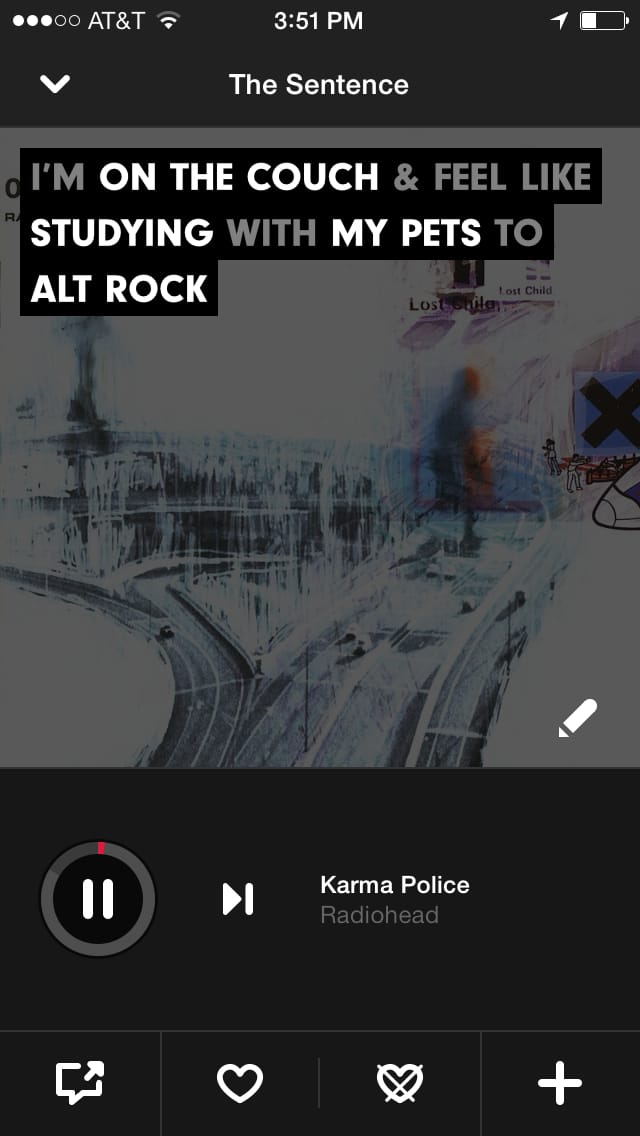 AT&T 3:51 PM
The Sentence
I'M ON THE COUCH & FEEL LIKE
STUDYING WITH MY PETS TO
ALT ROCK
Lost Child
Lost Child
Karma Police
Radiohead